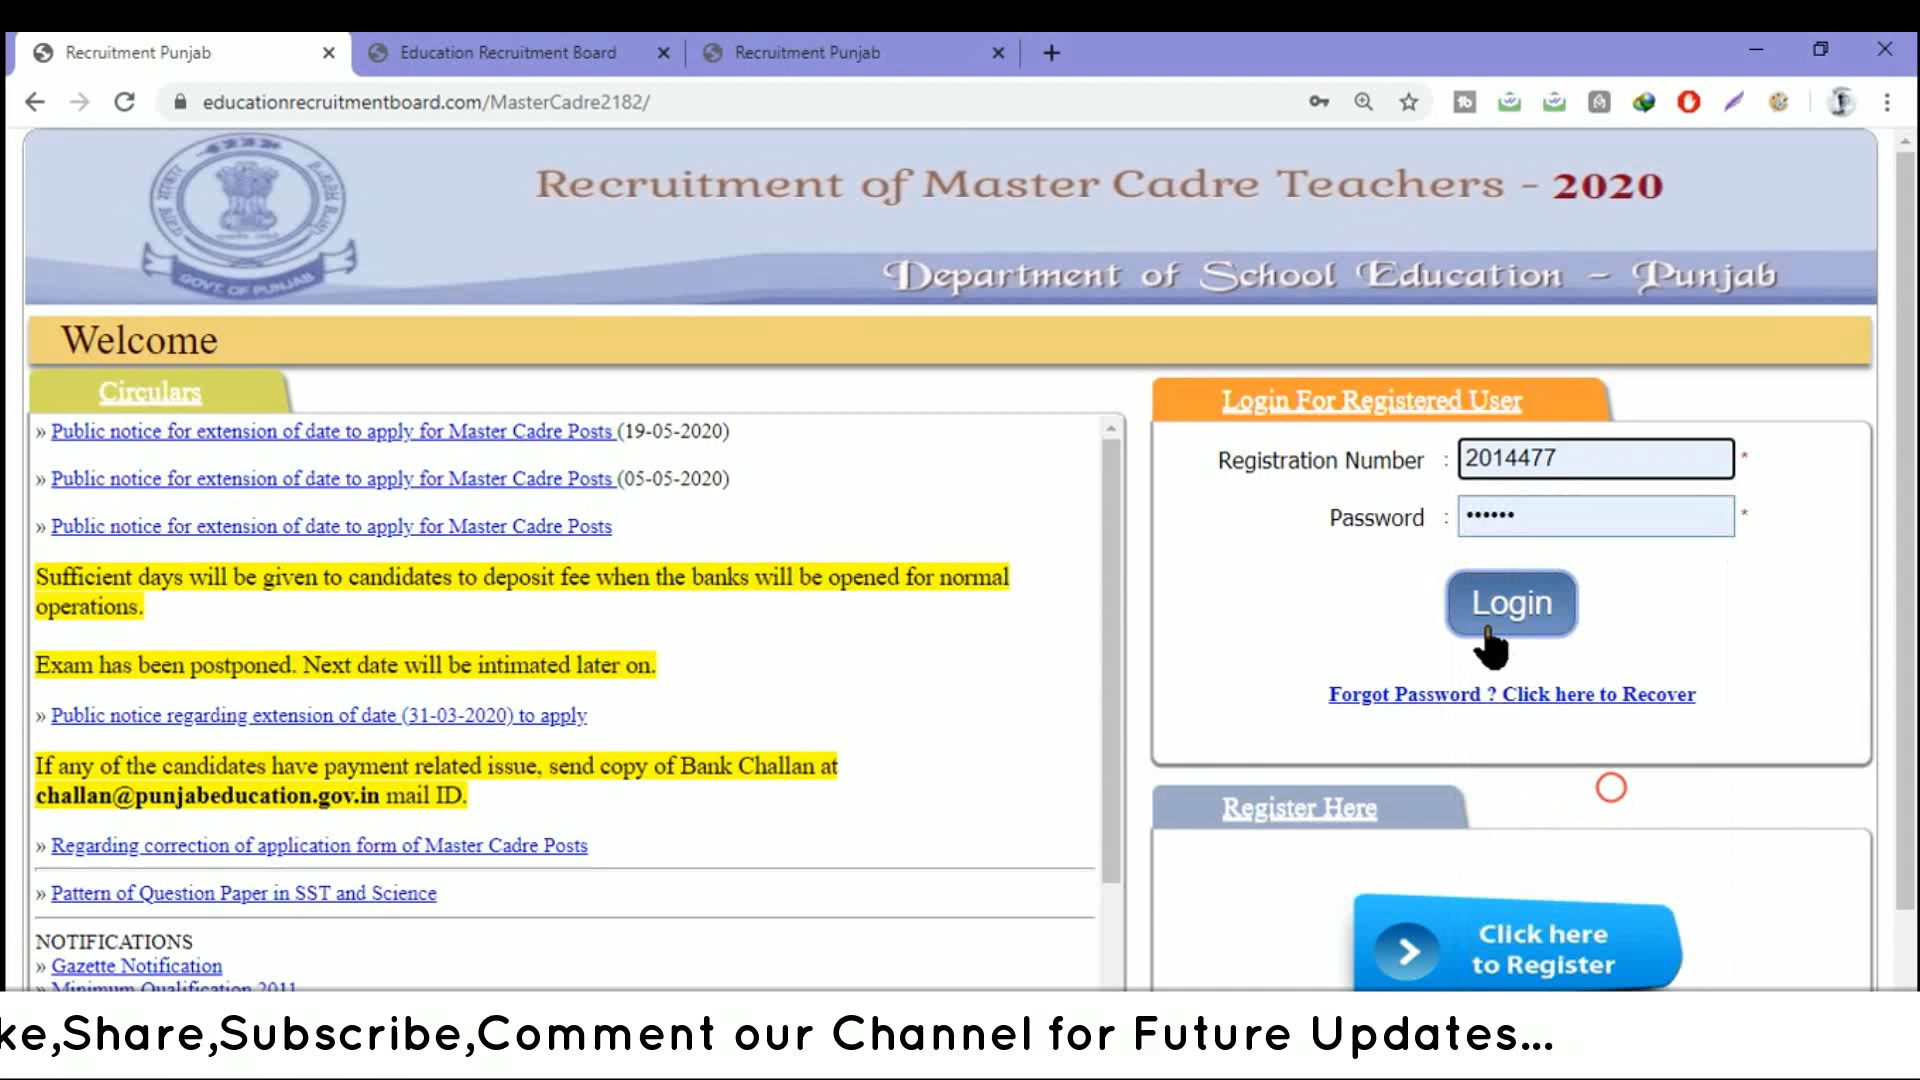 Recruitment Punjab
Education Recruitment Board
Recruitment Punjab
educationrecruitmentboard.com/MasterCadre2182/
Recruitment of Master Cadre Teachers - 2020
Department of School Education - Punjab
GOVT. OF PUNJAB
Welcome
Circulars
» Public notice for extension of date to apply for Master Cadre Posts (19-05-2020)
» Public notice for extension of date to apply for Master Cadre Posts (05-05-2020)
» Public notice for extension of date to apply for Master Cadre Posts
Sufficient days will be given to candidates to deposit fee when the banks will be opened for normal
operations.
Exam has been postponed. Next date will be intimated later on.
» Public notice regarding extension of date (31-03-2020) to apply
If any of the candidates have payment related issue, send copy of Bank Challan at
challan@punjabeducation.gov.in mail ID.
» Regarding correction of application form of Master Cadre Posts
» Pattern of Question Paper in SST and Science
NOTIFICATIONS
» Gazette Notification
» Minimum Qualification 2011
Login For Registered User
Registration Number : 2014477 *
Password : •••••• *
Login
Forgot Password ? Click here to Recover
Register Here
Click here
to Register
ke,Share,Subscribe,Comment our Channel for Future Updates...